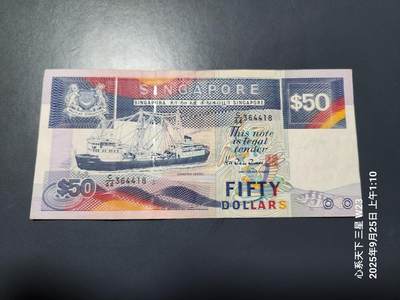 SINGAPORE
SINGAPURA
$50
C/44 364418
This note
is legal
tender
C/44 364418
$50
FIFTY
DOLLARS
心系天下 三星 W23
2025年9月25日 上午1:10